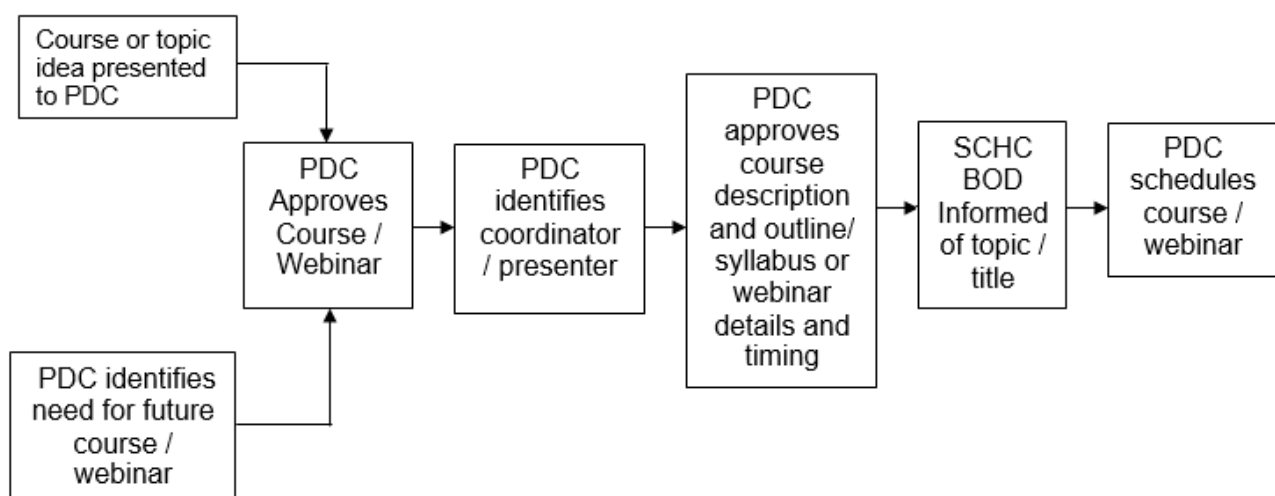 Course or topic
idea presented
to PDC
PDC identifies
need for future
course /
webinar
PDC
Approves
Course /
Webinar
PDC
identifies
coordinator
/ presenter
PDC
approves
course
description
and outline/
syllabus or
webinar
details and
timing
SCHC
BOD
Informed
of topic /
title
PDC
schedules
course /
webinar